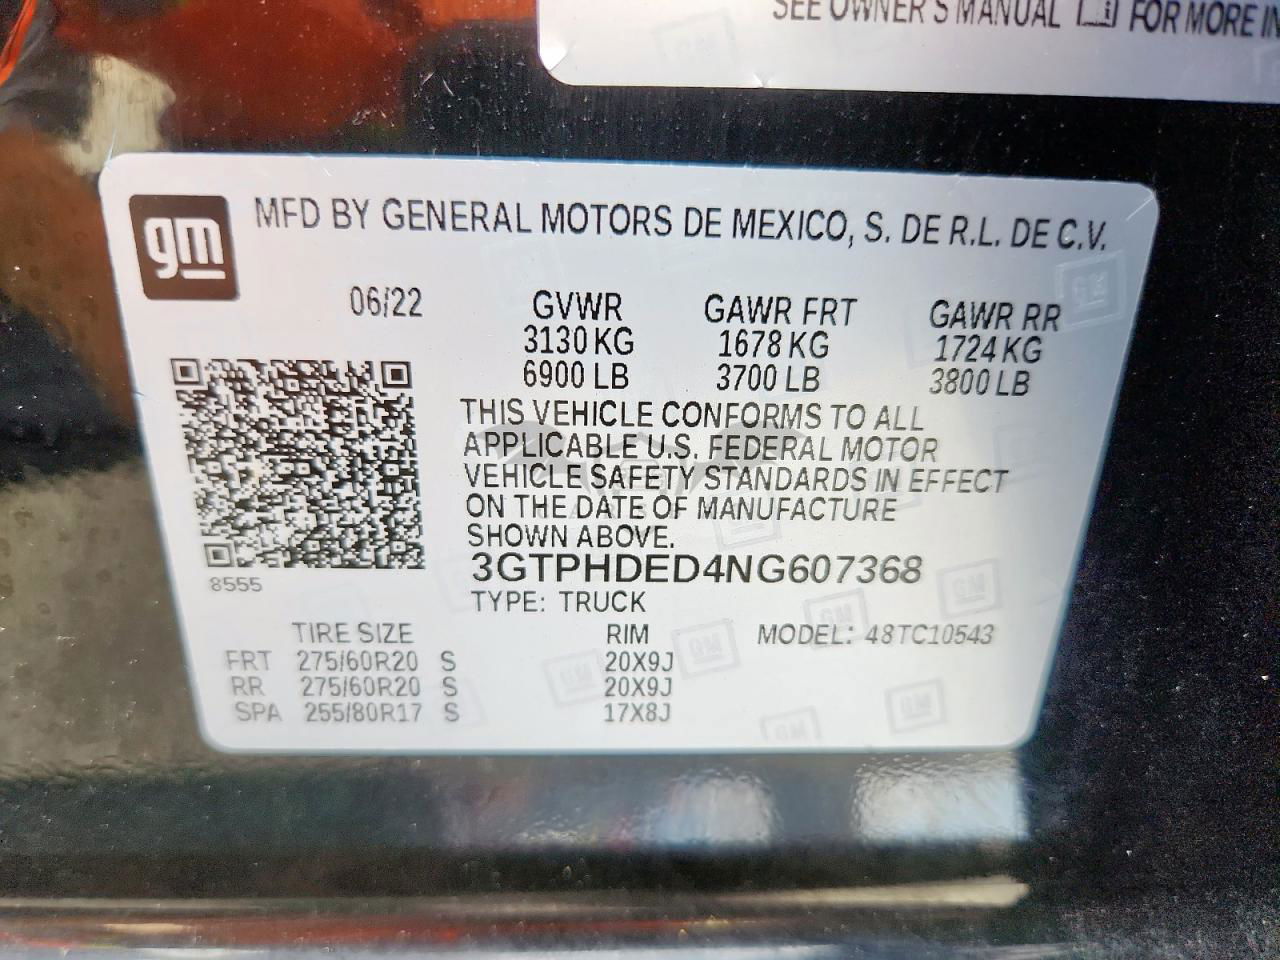 SEE OWNER'S MANUAL FOR MORE
gm MFD BY GENERAL MOTORS DE MEXICO, S. DE R.L. DE C.V.
06/22 GVWR GAWR FRT GAWR RR
3130 KG 1678 KG 1724 KG
6900 LB 3700 LB 3800 LB
THIS VEHICLE CONFORMS TO ALL
APPLICABLE U.S. FEDERAL MOTOR
VEHICLE SAFETY STANDARDS IN EFFECT
ON THE DATE OF MANUFACTURE
SHOWN ABOVE.
3GTPHDED4NG607368
8555
TYPE: TRUCK
TIRE SIZE RIM MODEL: 48TC10543
FRT 275/60R20 S 20X9J
RR 275/60R20 S 20X9J
SPA 255/80R17 S 17X8J